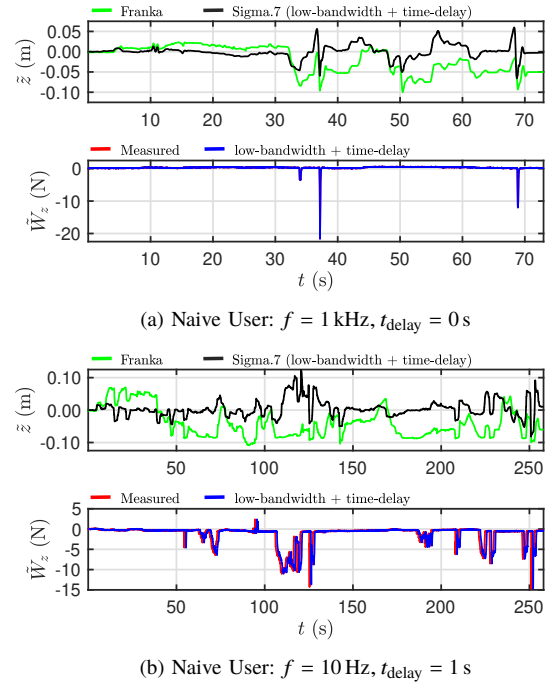 Franka Sigma.7 (low-bandwidth + time-delay)
z̃ (m)
0.05
0.00
-0.05
-0.10
10 20 30 40 50 60 70
Measured low-bandwidth + time-delay
W̃z (N)
0
-10
-20
10 20 30 40 50 60 70
t (s)
(a) Naive User: f = 1 kHz, tdelay = 0 s
Franka Sigma.7 (low-bandwidth + time-delay)
z̃ (m)
0.10
0.00
-0.10
50 100 150 200 250
Measured low-bandwidth + time-delay
W̃z (N)
5
0
-5
-10
-15
50 100 150 200 250
t (s)
(b) Naive User: f = 10 Hz, tdelay = 1 s